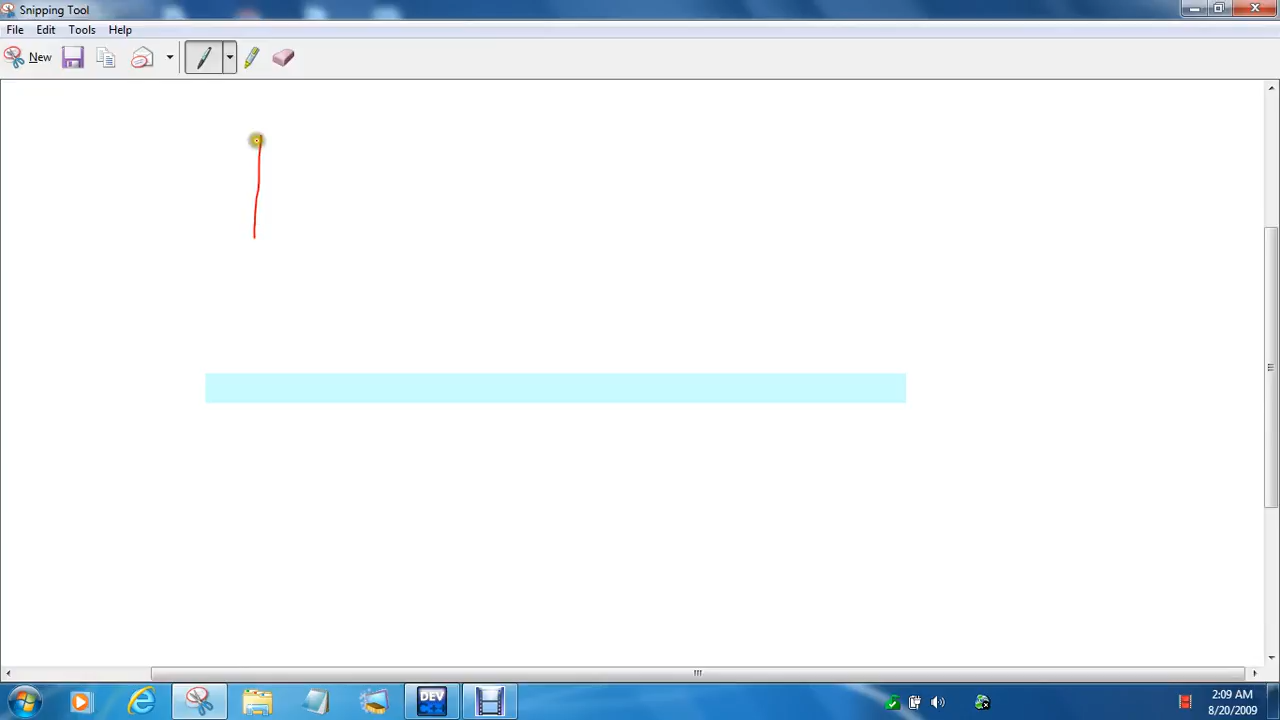 Snipping Tool
File Edit Tools Help
New
DEV
C++
2:09 AM
8/20/2009